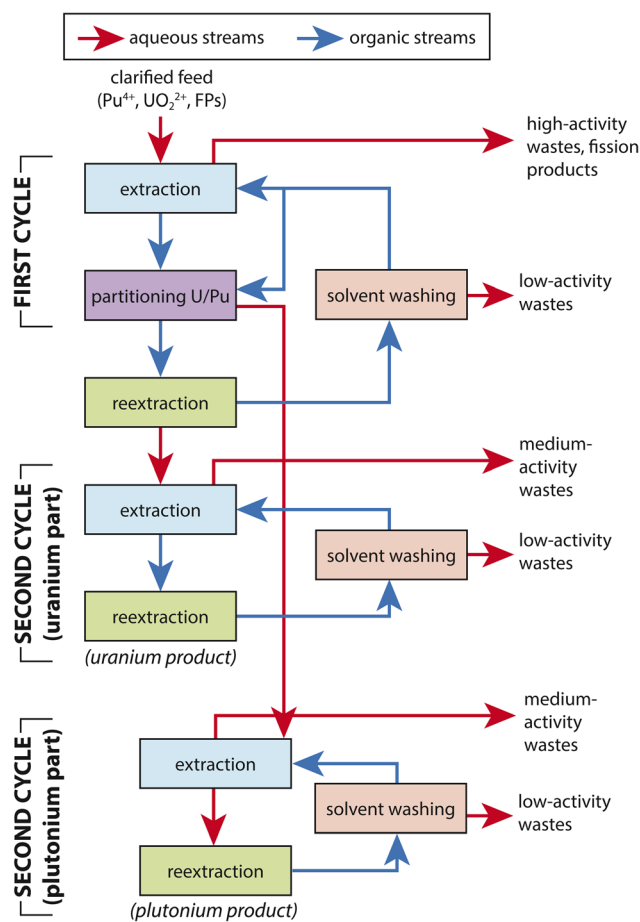 aqueous streams
organic streams
clarified feed
(Pu⁴⁺, UO₂²⁺, FPs)
high-activity
wastes, fission
products
FIRST CYCLE
extraction
partitioning U/Pu
solvent washing
low-activity
wastes
reextraction
medium-
activity
wastes
SECOND CYCLE
(uranium part)
extraction
solvent washing
low-activity
wastes
reextraction
(uranium product)
medium-
activity
wastes
SECOND CYCLE
(plutonium part)
extraction
solvent washing
low-activity
wastes
reextraction
(plutonium product)